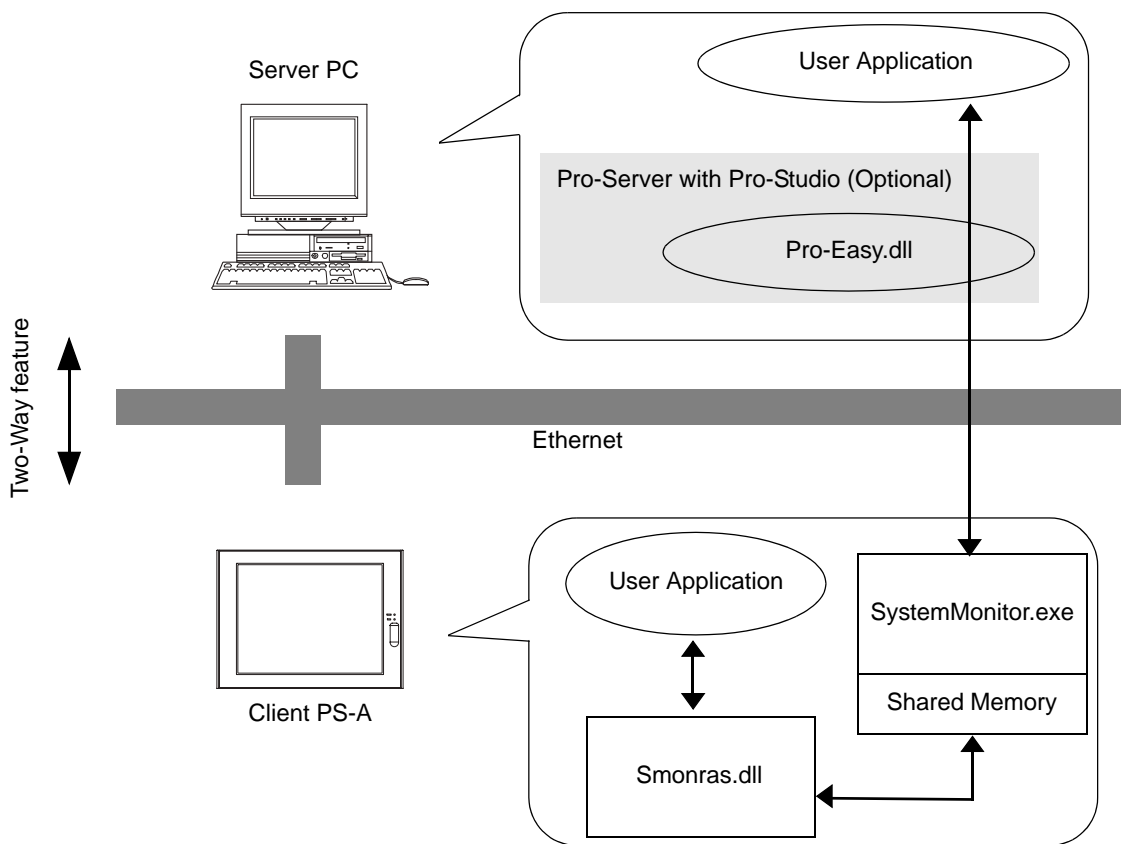 Server PC
User Application
Pro-Server with Pro-Studio (Optional)
Pro-Easy.dll
Two-Way feature
Ethernet
Client PS-A
User Application
SystemMonitor.exe
Shared Memory
Smonras.dll